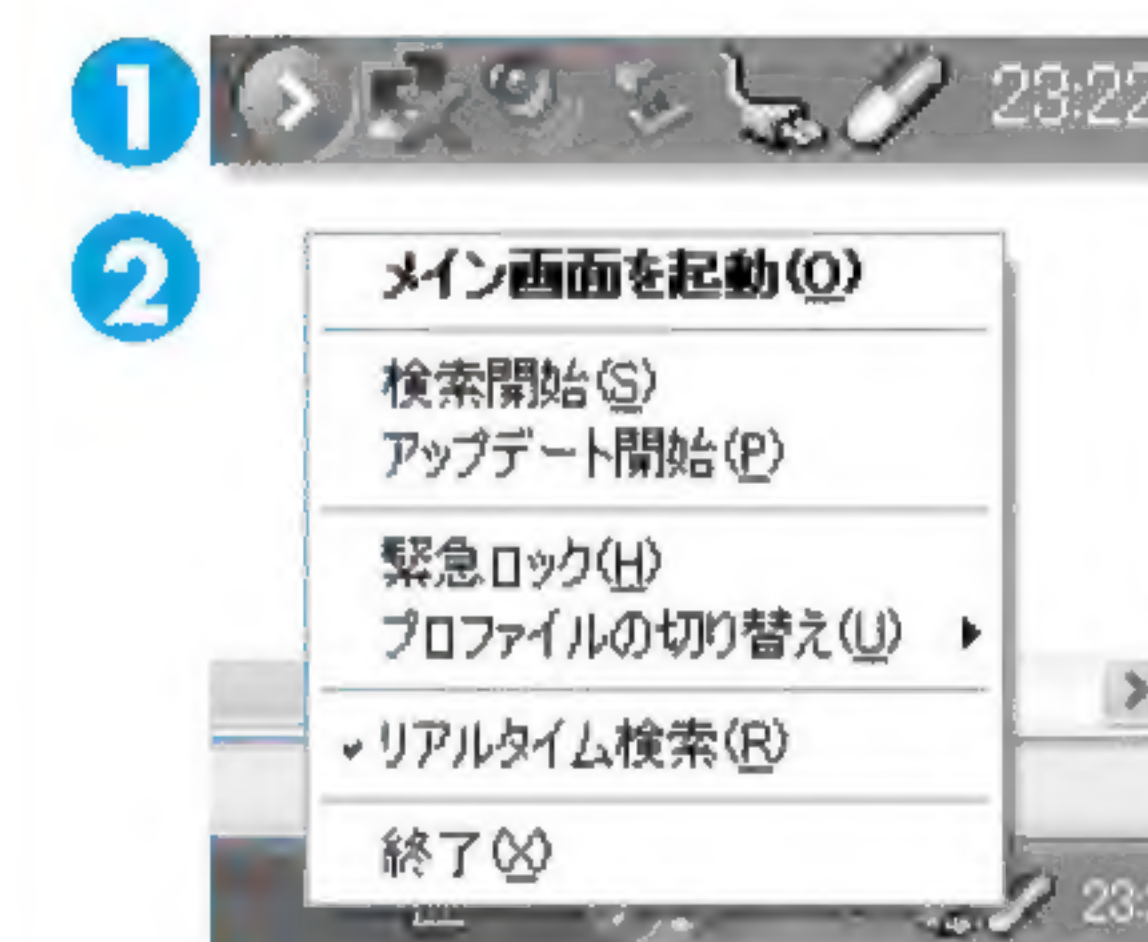 1
23:22
2
メイン画面を起動(O)
検索開始(S)
アップデート開始(P)
緊急ロック(H)
プロファイルの切り替え(U)
リアルタイム検索(R)
終了(X)
23: